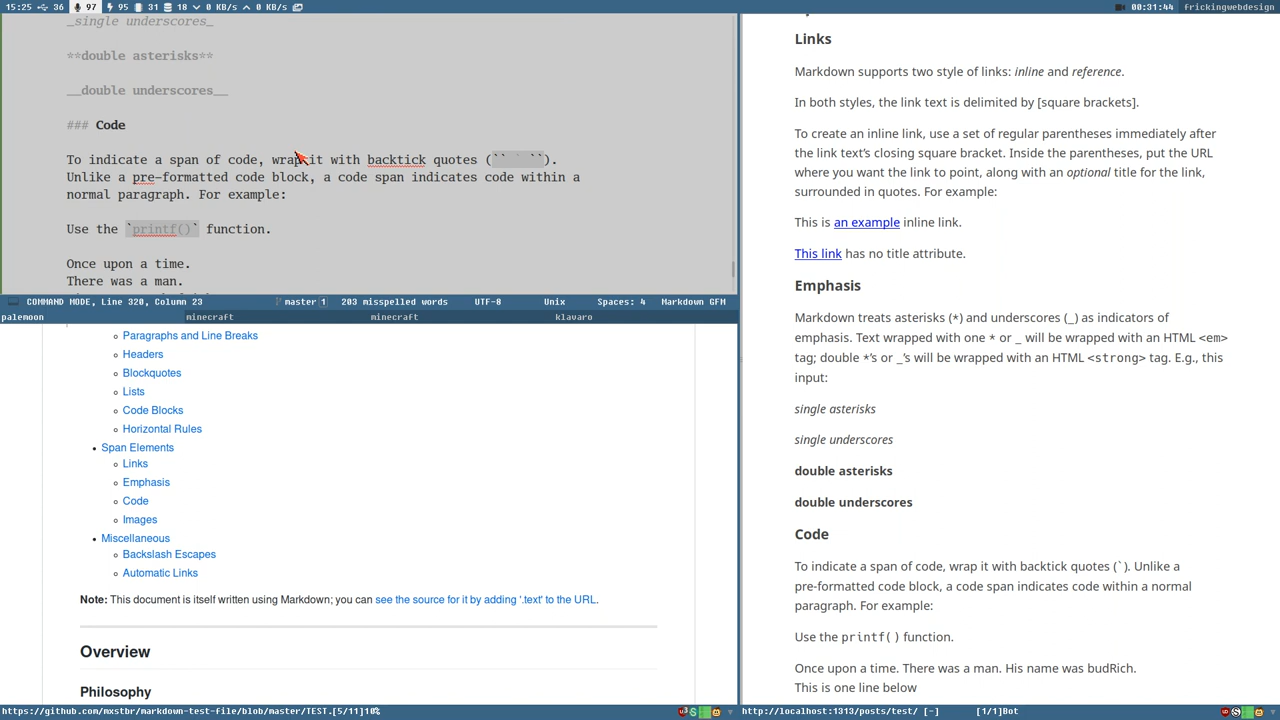 15:25 36 97 95 31 18 0 KB/s 0 KB/s 00:31:44 frickingwebdesign
_single underscores_
**double asterisks**
__double underscores__
### Code
To indicate a span of code, wrap it with backtick quotes (`` ` ``).
Unlike a pre-formatted code block, a code span indicates code within a
normal paragraph. For example:
Use the `printf()` function.
Once upon a time.
There was a man.
COMMAND MODE, Line 320, Column 23 master 1 203 misspelled words UTF-8 Unix Spaces: 4 Markdown GFM
palemoon minecraft minecraft klavaro
Paragraphs and Line Breaks
Headers
Blockquotes
Lists
Code Blocks
Horizontal Rules
Span Elements
Links
Emphasis
Code
Images
Miscellaneous
Backslash Escapes
Automatic Links
Note: This document is itself written using Markdown; you can see the source for it by adding '.text' to the URL.
Overview
Philosophy
https://github.com/mxstbr/markdown-test-file/blob/master/TEST.[5/11]10%
Links
Markdown supports two style of links: inline and reference.
In both styles, the link text is delimited by [square brackets].
To create an inline link, use a set of regular parentheses immediately after
the link text's closing square bracket. Inside the parentheses, put the URL
where you want the link to point, along with an optional title for the link,
surrounded in quotes. For example:
This is an example inline link.
This link has no title attribute.
Emphasis
Markdown treats asterisks (*) and underscores (_) as indicators of
emphasis. Text wrapped with one * or _ will be wrapped with an HTML <em>
tag; double *'s or _'s will be wrapped with an HTML <strong> tag. E.g., this
input:
single asterisks
single underscores
double asterisks
double underscores
Code
To indicate a span of code, wrap it with backtick quotes (`). Unlike a
pre-formatted code block, a code span indicates code within a normal
paragraph. For example:
Use the printf() function.
Once upon a time. There was a man. His name was budRich.
This is one line below
http://localhost:1313/posts/test/ [-] [1/1]Bot